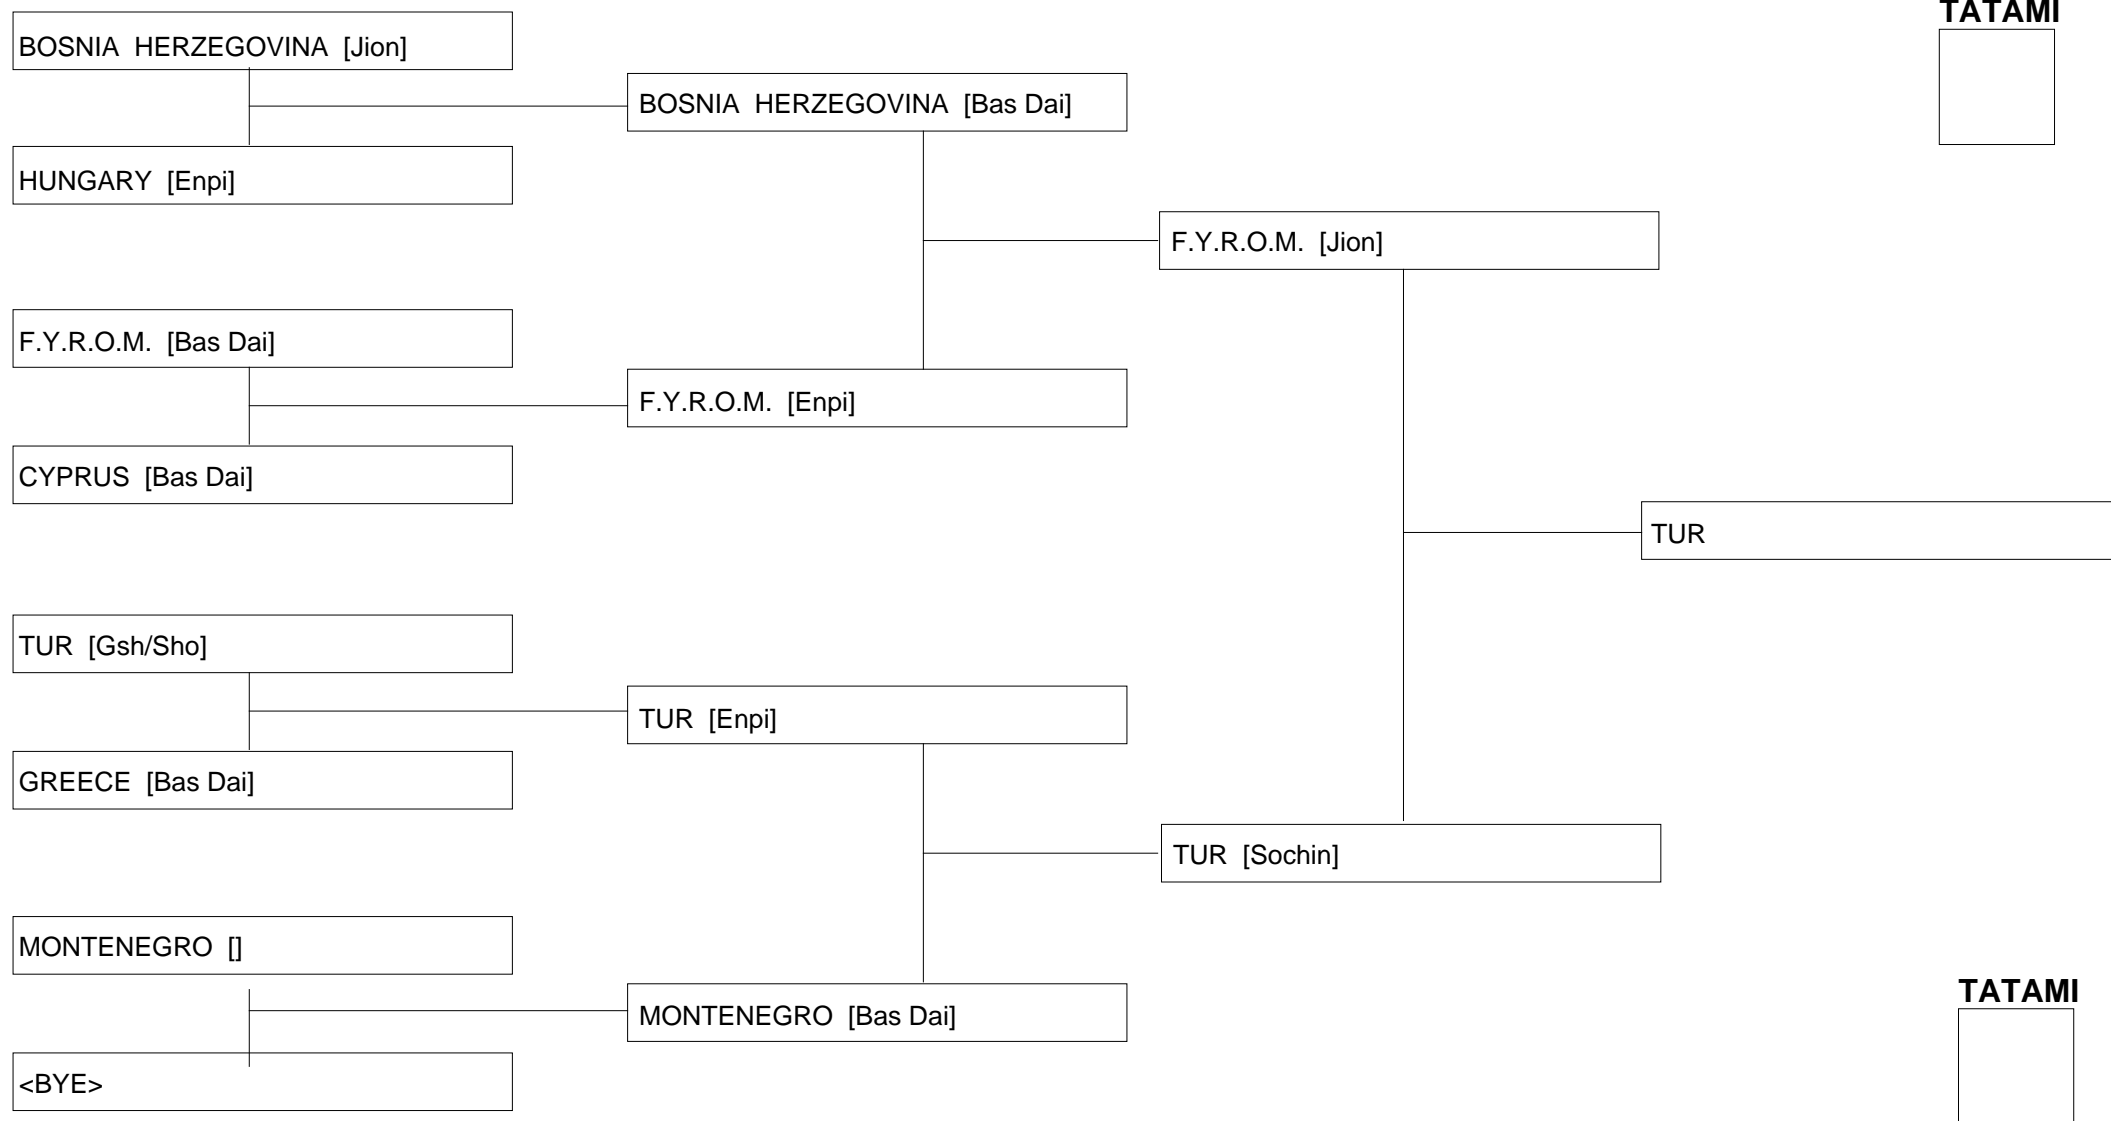 TATAMI
BOSNIA HERZEGOVINA [Jion]
BOSNIA HERZEGOVINA [Bas Dai]
HUNGARY [Enpi]
F.Y.R.O.M. [Jion]
F.Y.R.O.M. [Bas Dai]
F.Y.R.O.M. [Enpi]
CYPRUS [Bas Dai]
TUR
TUR [Gsh/Sho]
TUR [Enpi]
GREECE [Bas Dai]
TUR [Sochin]
MONTENEGRO []
TATAMI
MONTENEGRO [Bas Dai]
<BYE>